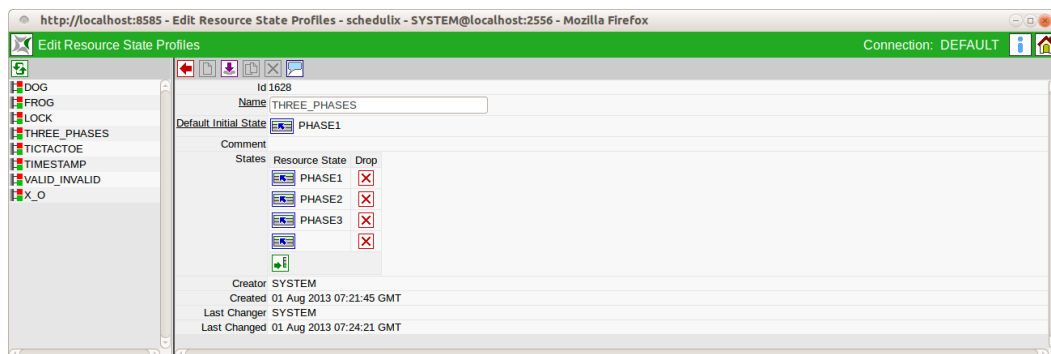 http://localhost:8585 - Edit Resource State Profiles - schedulix - SYSTEM@localhost:2556 - Mozilla Firefox
Edit Resource State Profiles
Connection: DEFAULT
DOG
FROG
LOCK
THREE_PHASES
TICTACTOE
TIMESTAMP
VALID_INVALID
X_O
Id 1628
Name THREE_PHASES
Default Initial State PHASE1
Comment
States Resource State Drop
PHASE1
PHASE2
PHASE3
Creator SYSTEM
Created 01 Aug 2013 07:21:45 GMT
Last Changer SYSTEM
Last Changed 01 Aug 2013 07:24:21 GMT